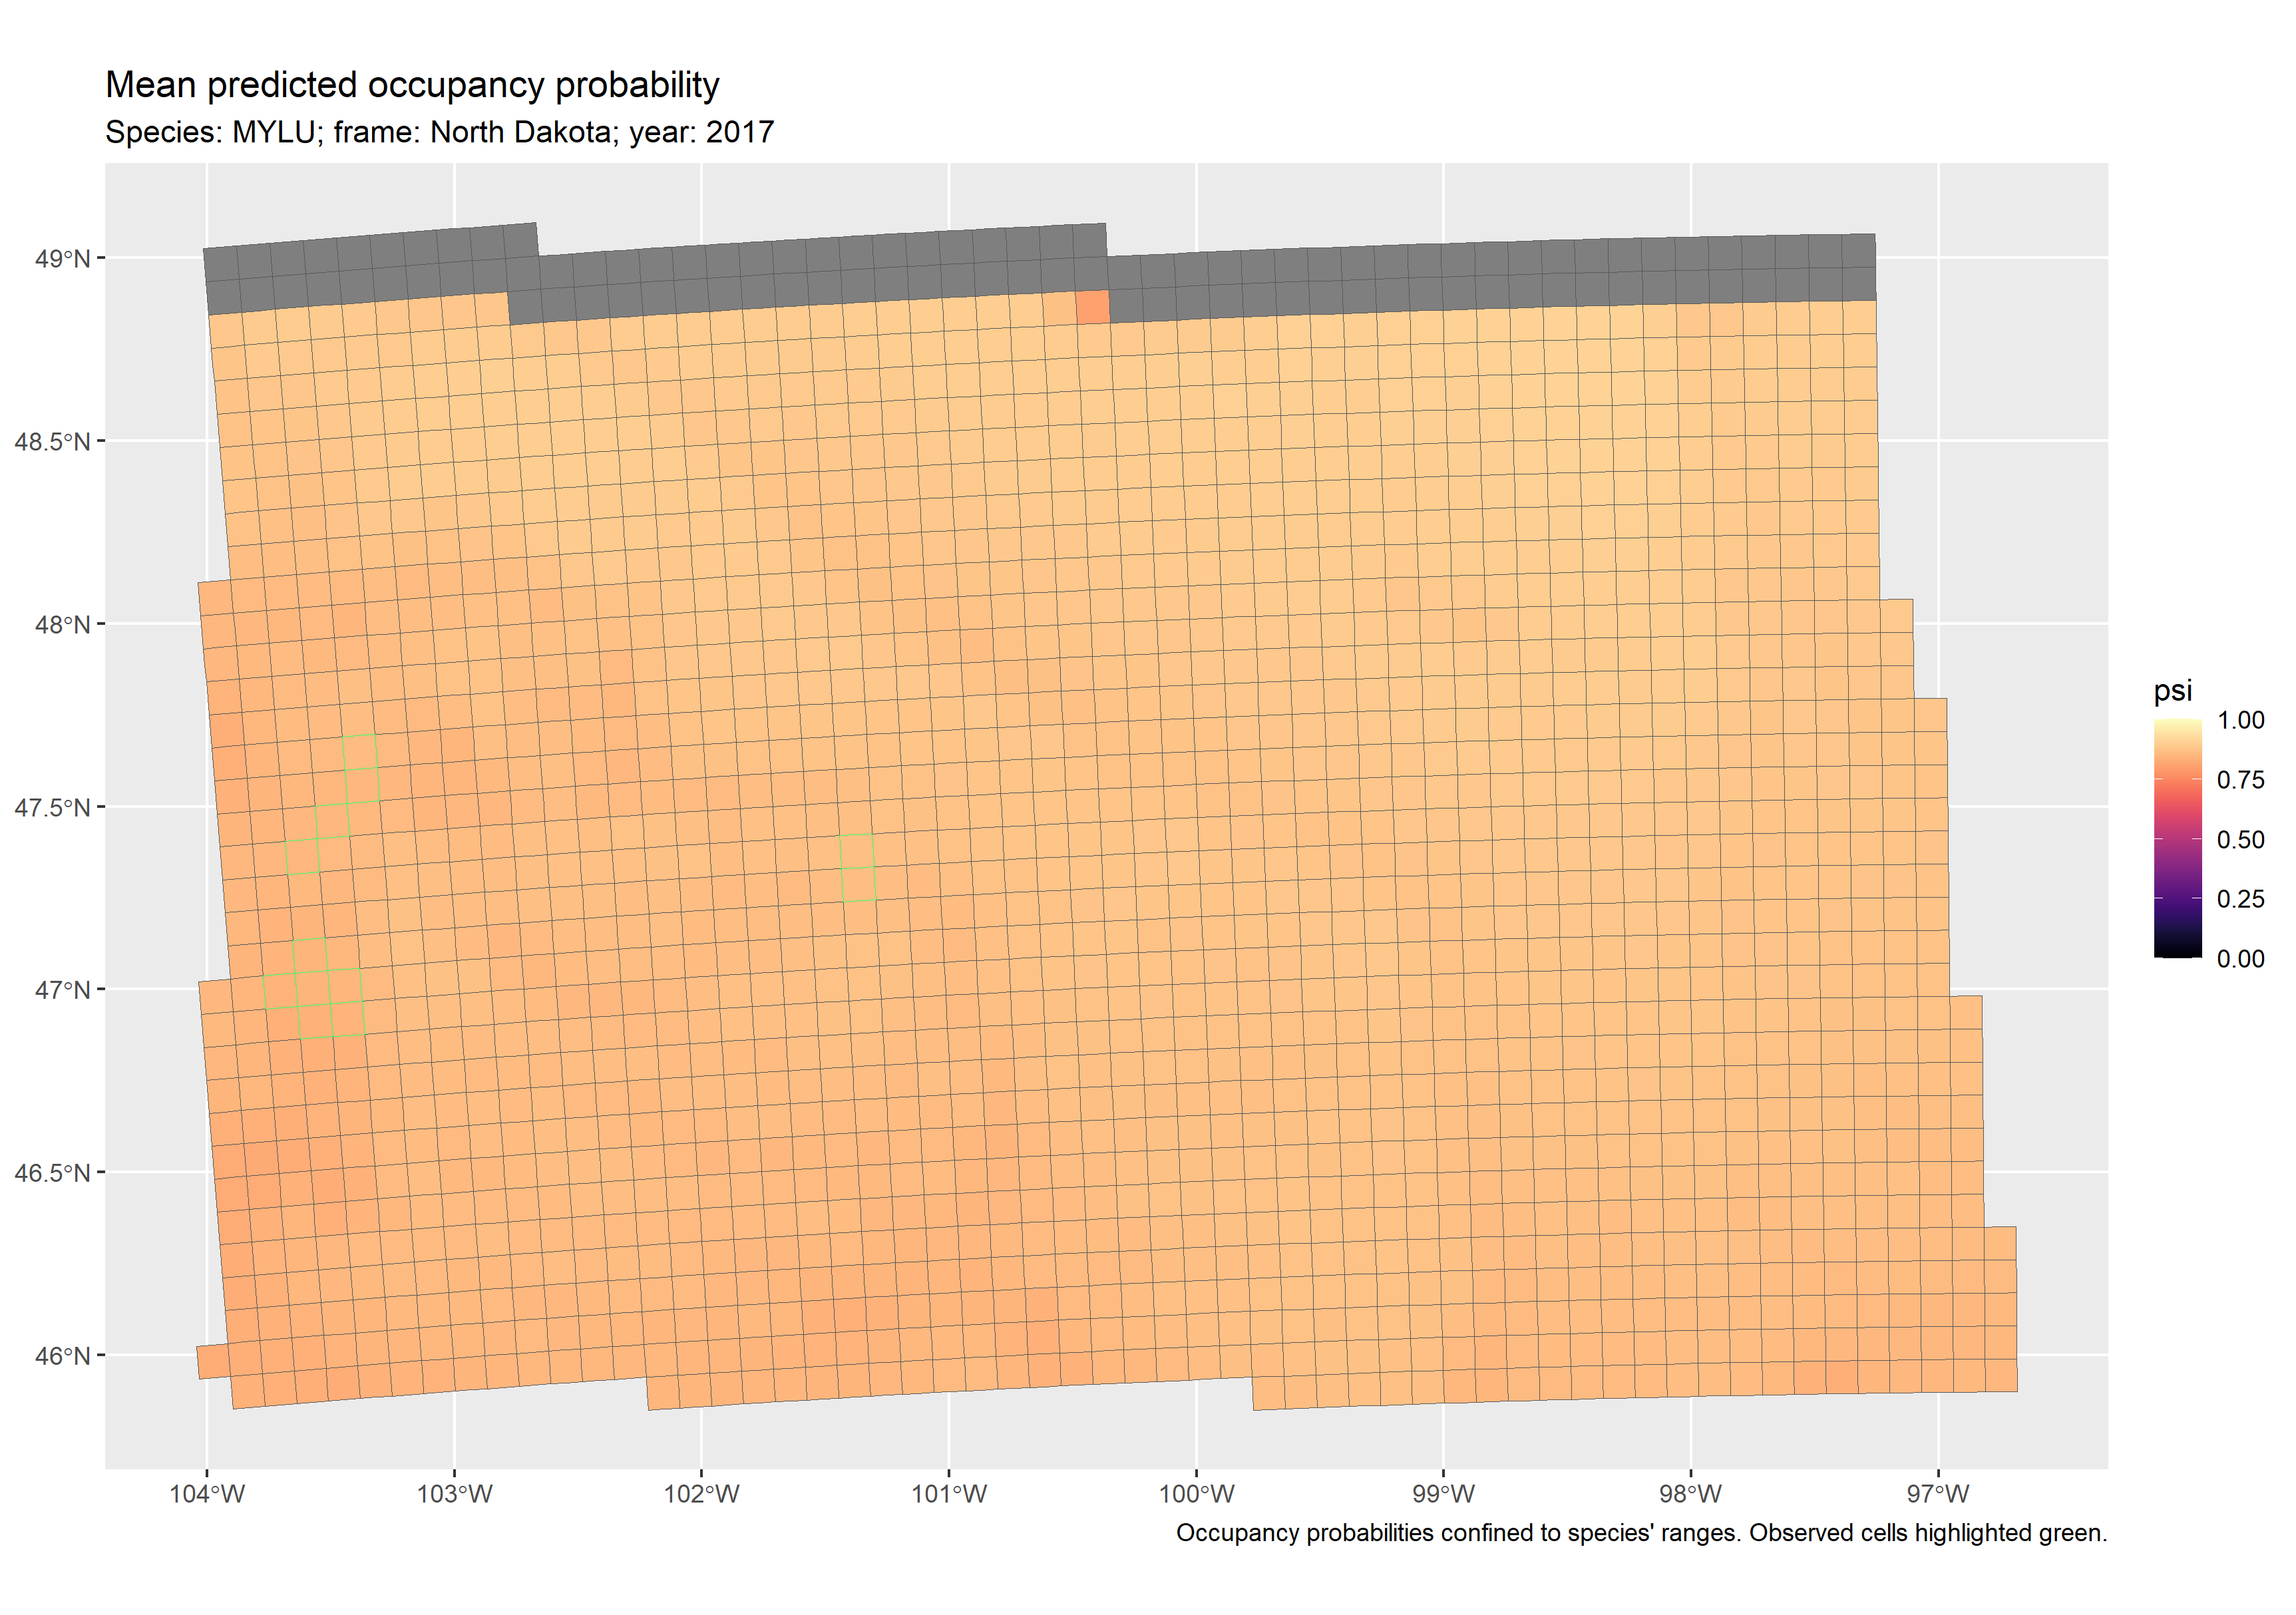 Mean predicted occupancy probability
Species: MYLU; frame: North Dakota; year: 2017
49°N
48.5°N
48°N
47.5°N
47°N
46.5°N
46°N
104°W
103°W
102°W
101°W
100°W
99°W
98°W
97°W
psi
1.00
0.75
0.50
0.25
0.00
Occupancy probabilities confined to species' ranges. Observed cells highlighted green.